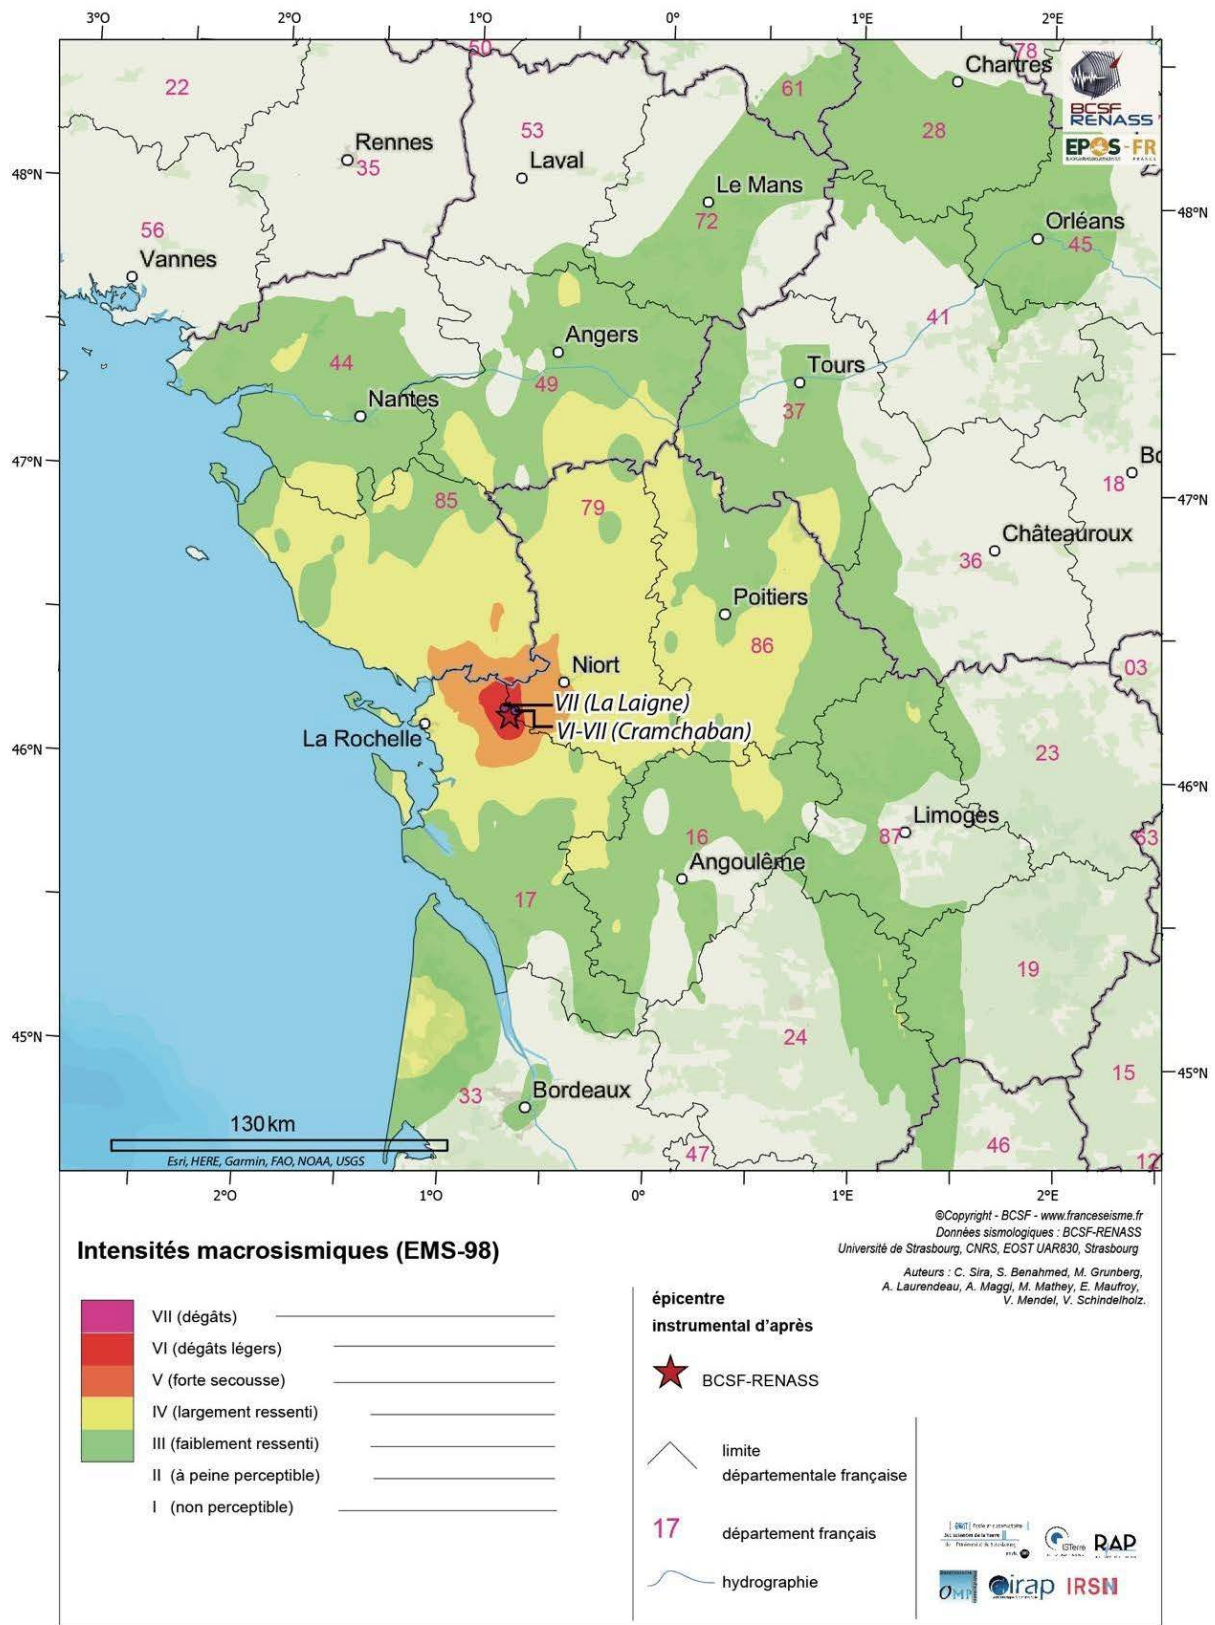 3°O 2°O 1°O 0° 1°E 2°E
50 78
Chartres
22 61
BCSF
RENASS
53 28
Rennes
EPOS-FR
35 Laval
48°N
Le Mans
48°N
72 Orléans
56 45
Vannes
41
Angers
44 Tours
49
Nantes 37
47°N
18
85 79
47°N
Châteauroux
36
Poitiers
86
03
Niort
VII (La Laigne)
VI-VII (Cramchaban)
La Rochelle
46°N
23
46°N
Limoges
16 87 63
Angoulême
17
19
45°N
24
15
45°N
33
Bordeaux
130 km
46
47
12
Esri, HERE, Garmin, FAO, NOAA, USGS
2°O 1°O 0° 1°E 2°E
©Copyright - BCSF - www.franceseisme.fr
Données sismologiques : BCSF-RENASS
Université de Strasbourg, CNRS, EOST UAR830, Strasbourg
Auteurs : C. Sira, S. Benahmed, M. Grunberg,
A. Laurendeau, A. Maggi, M. Mathey, E. Maufroy,
V. Mendel, V. Schindelholz.
Intensités macrosismiques (EMS-98)
VII (dégâts)
VI (dégâts légers)
V (forte secousse)
IV (largement ressenti)
III (faiblement ressenti)
II (à peine perceptible)
I (non perceptible)
épicentre
instrumental d'après
BCSF-RENASS
limite
départementale française
17 département français
hydrographie
ISTerre
RAP
OMP
irap
IRSN